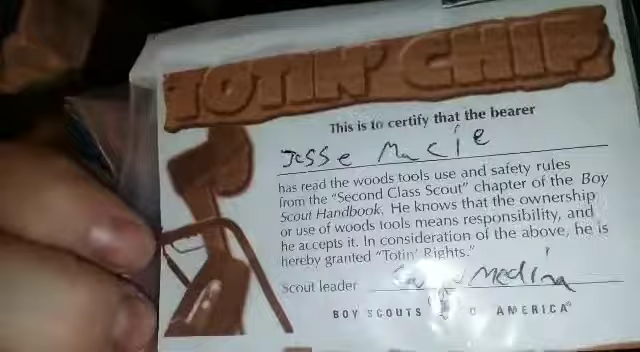 TOTIN' CHIP
This is to certify that the bearer
Jesse Macie
has read the woods tools use and safety rules
from the "Second Class Scout" chapter of the Boy
Scout Handbook. He knows that the ownership
or use of woods tools means responsibility, and
he accepts it. In consideration of the above, he is
hereby granted "Totin' Rights."
Scout leader Medina
BOY SCOUTS O AMERICA®